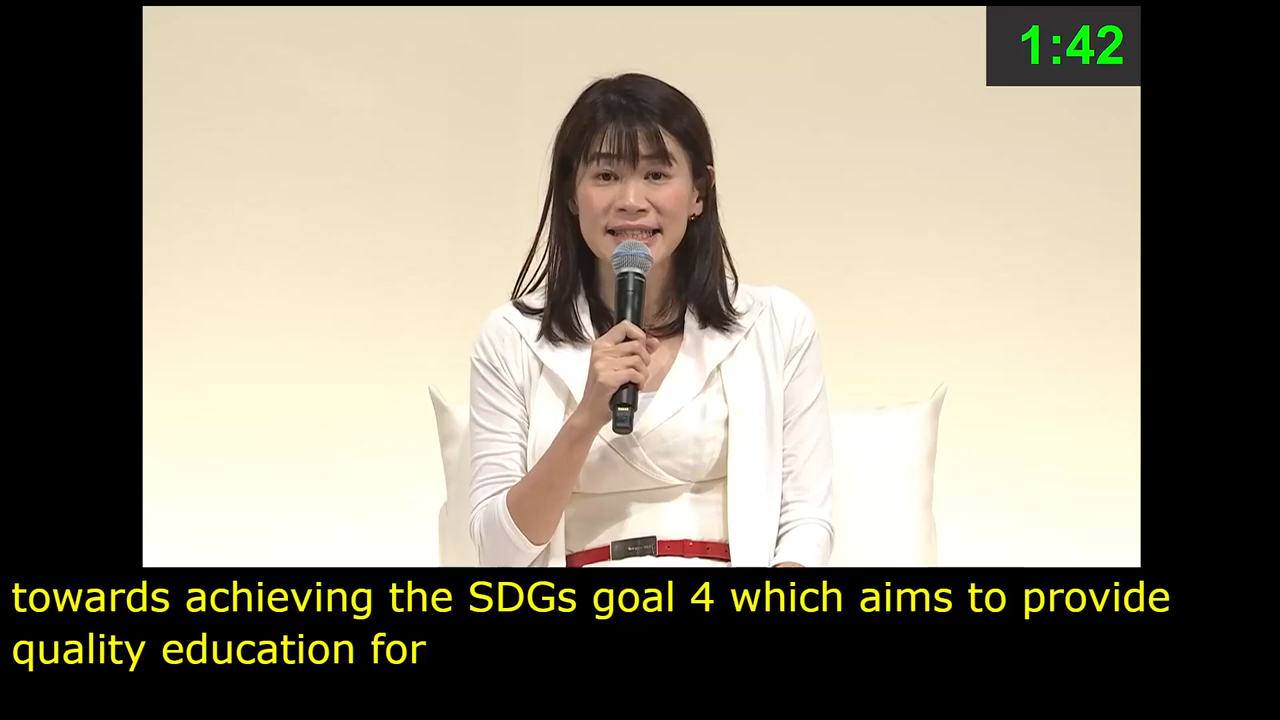 1:42
towards achieving the SDGs goal 4 which aims to provide
quality education for